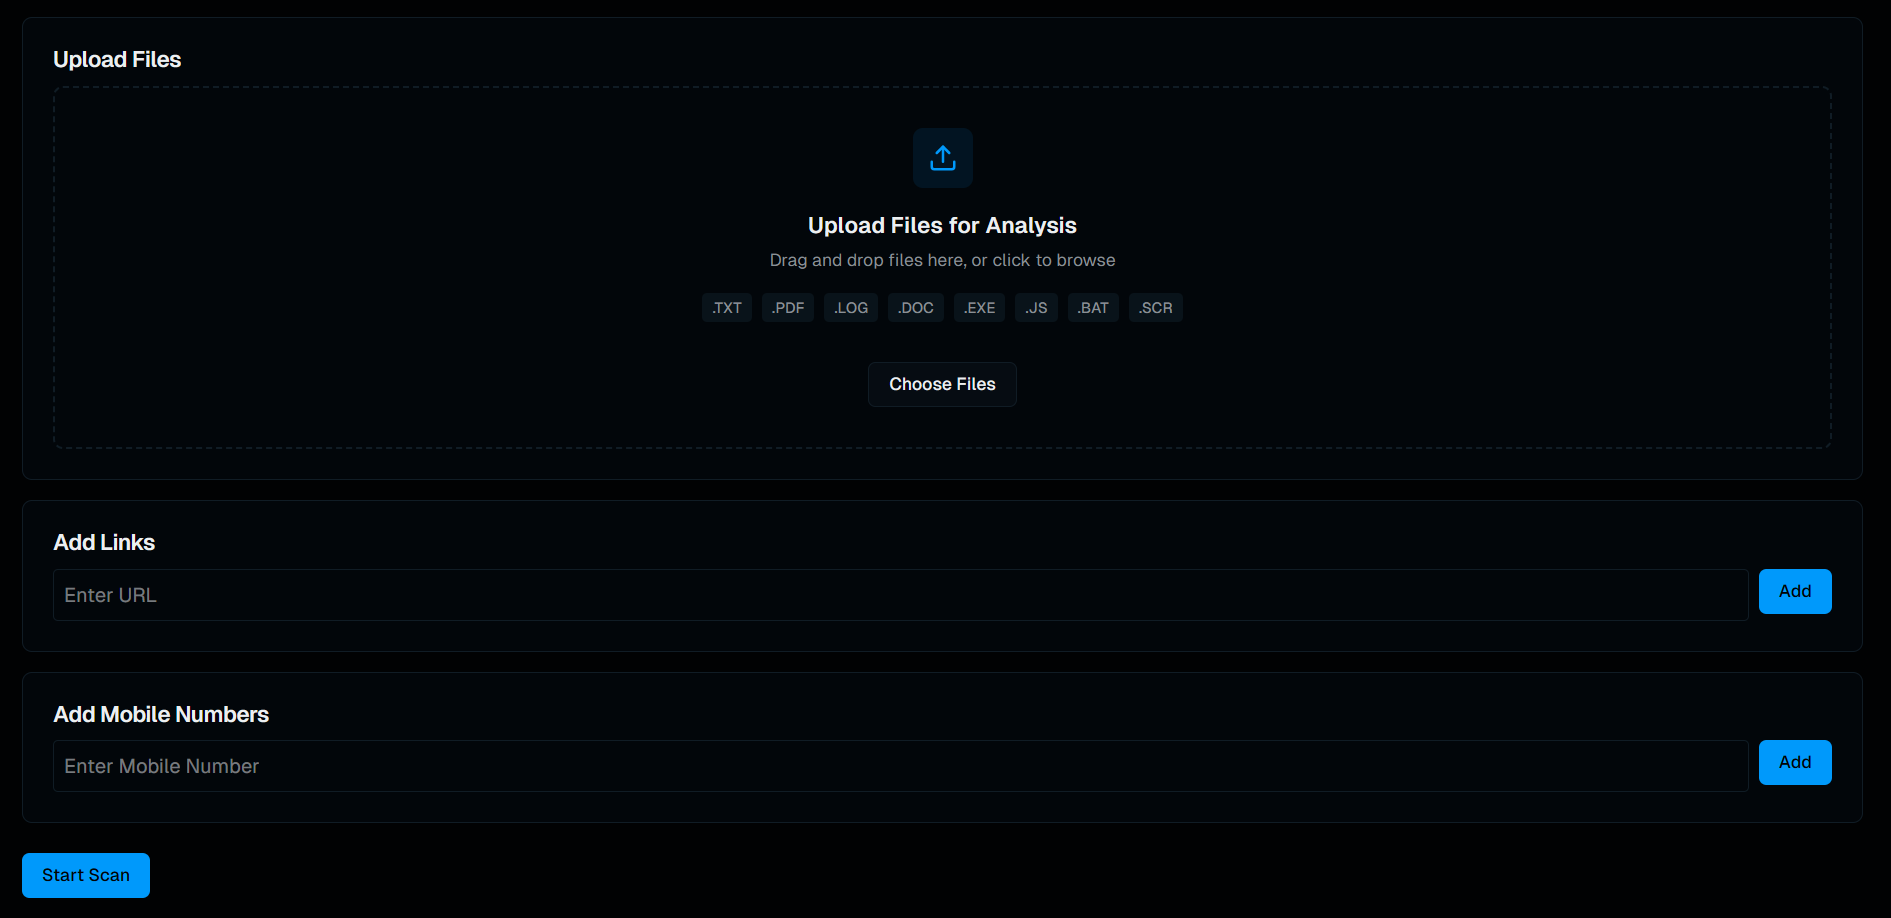 Upload Files
Upload Files for Analysis
Drag and drop files here, or click to browse
.TXT .PDF .LOG .DOC .EXE .JS .BAT .SCR
Choose Files
Add Links
Enter URL Add
Add Mobile Numbers
Enter Mobile Number Add
Start Scan